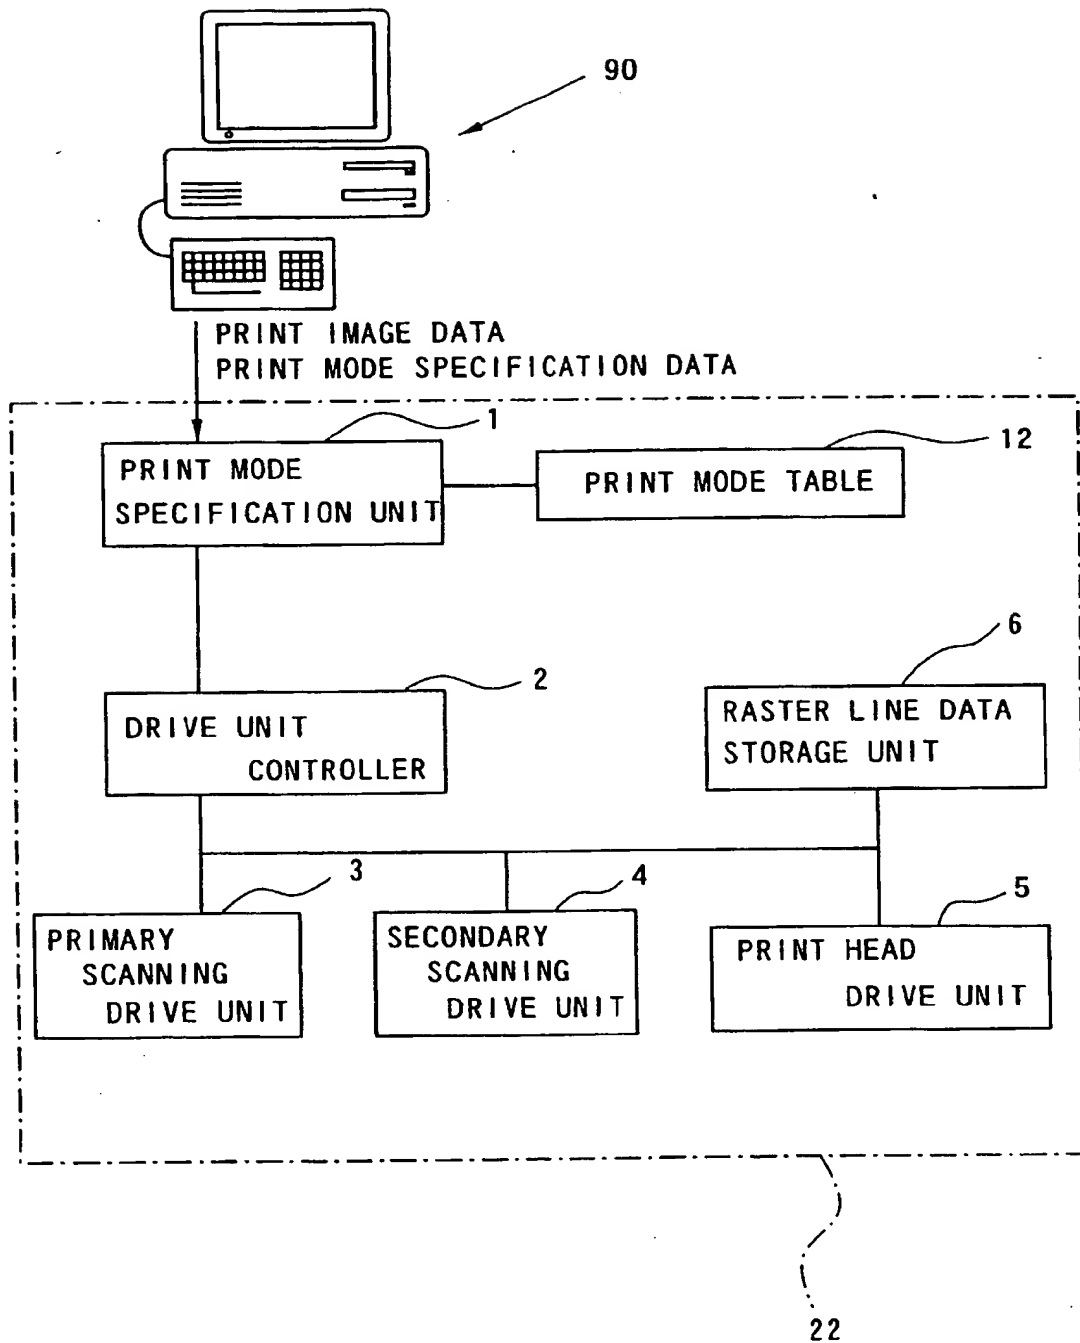 90
PRINT IMAGE DATA
PRINT MODE SPECIFICATION DATA
1
12
PRINT MODE
SPECIFICATION UNIT
PRINT MODE TABLE
2
6
DRIVE UNIT
CONTROLLER
RASTER LINE DATA
STORAGE UNIT
3
4
5
PRIMARY
SCANNING
DRIVE UNIT
SECONDARY
SCANNING
DRIVE UNIT
PRINT HEAD
DRIVE UNIT
22